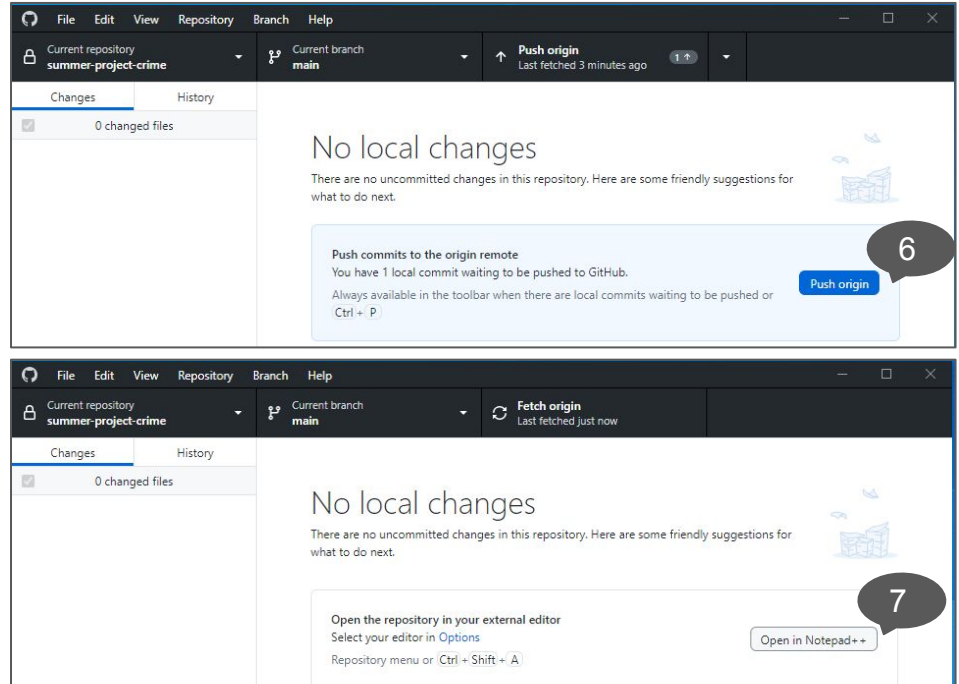 File Edit View Repository Branch Help
Current repository
summer-project-crime
Current branch
main
Push origin
Last fetched 3 minutes ago
1
Changes History
0 changed files
No local changes
There are no uncommitted changes in this repository. Here are some friendly suggestions for
what to do next.
6
Push commits to the origin remote
You have 1 local commit waiting to be pushed to GitHub.
Push origin
Always available in the toolbar when there are local commits waiting to be pushed or
Ctrl + P
File Edit View Repository Branch Help
Current repository
summer-project-crime
Current branch
main
Fetch origin
Last fetched just now
Changes History
0 changed files
No local changes
There are no uncommitted changes in this repository. Here are some friendly suggestions for
what to do next.
7
Open the repository in your external editor
Select your editor in Options
Open in Notepad++
Repository menu or Ctrl + Shift + A